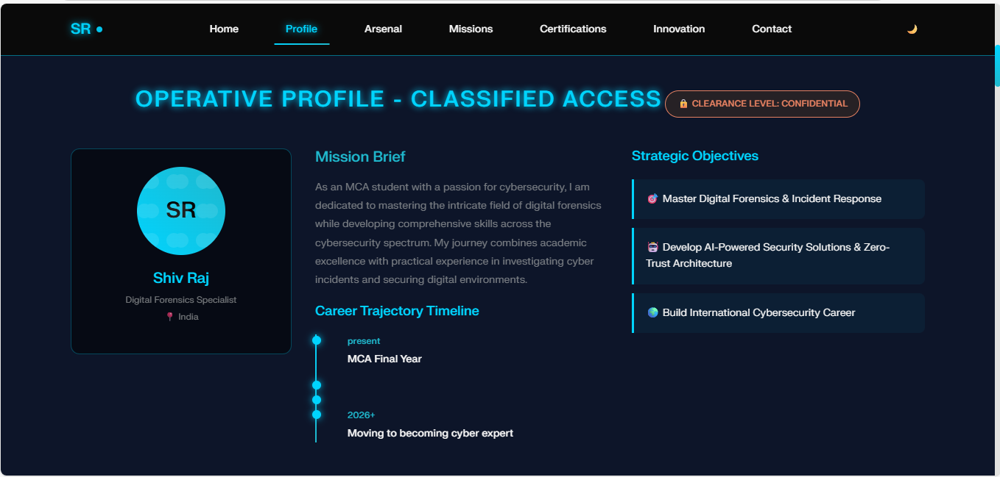 SR
Home
Profile
Arsenal
Missions
Certifications
Innovation
Contact
OPERATIVE PROFILE - CLASSIFIED ACCESS
CLEARANCE LEVEL: CONFIDENTIAL
SR
Shiv Raj
Digital Forensics Specialist
India
Mission Brief
As an MCA student with a passion for cybersecurity, I am
dedicated to mastering the intricate field of digital forensics
while developing comprehensive skills across the
cybersecurity spectrum. My journey combines academic
excellence with practical experience in investigating cyber
incidents and securing digital environments.
Career Trajectory Timeline
present
MCA Final Year
2026+
Moving to becoming cyber expert
Strategic Objectives
Master Digital Forensics & Incident Response
Develop AI-Powered Security Solutions & Zero-
Trust Architecture
Build International Cybersecurity Career